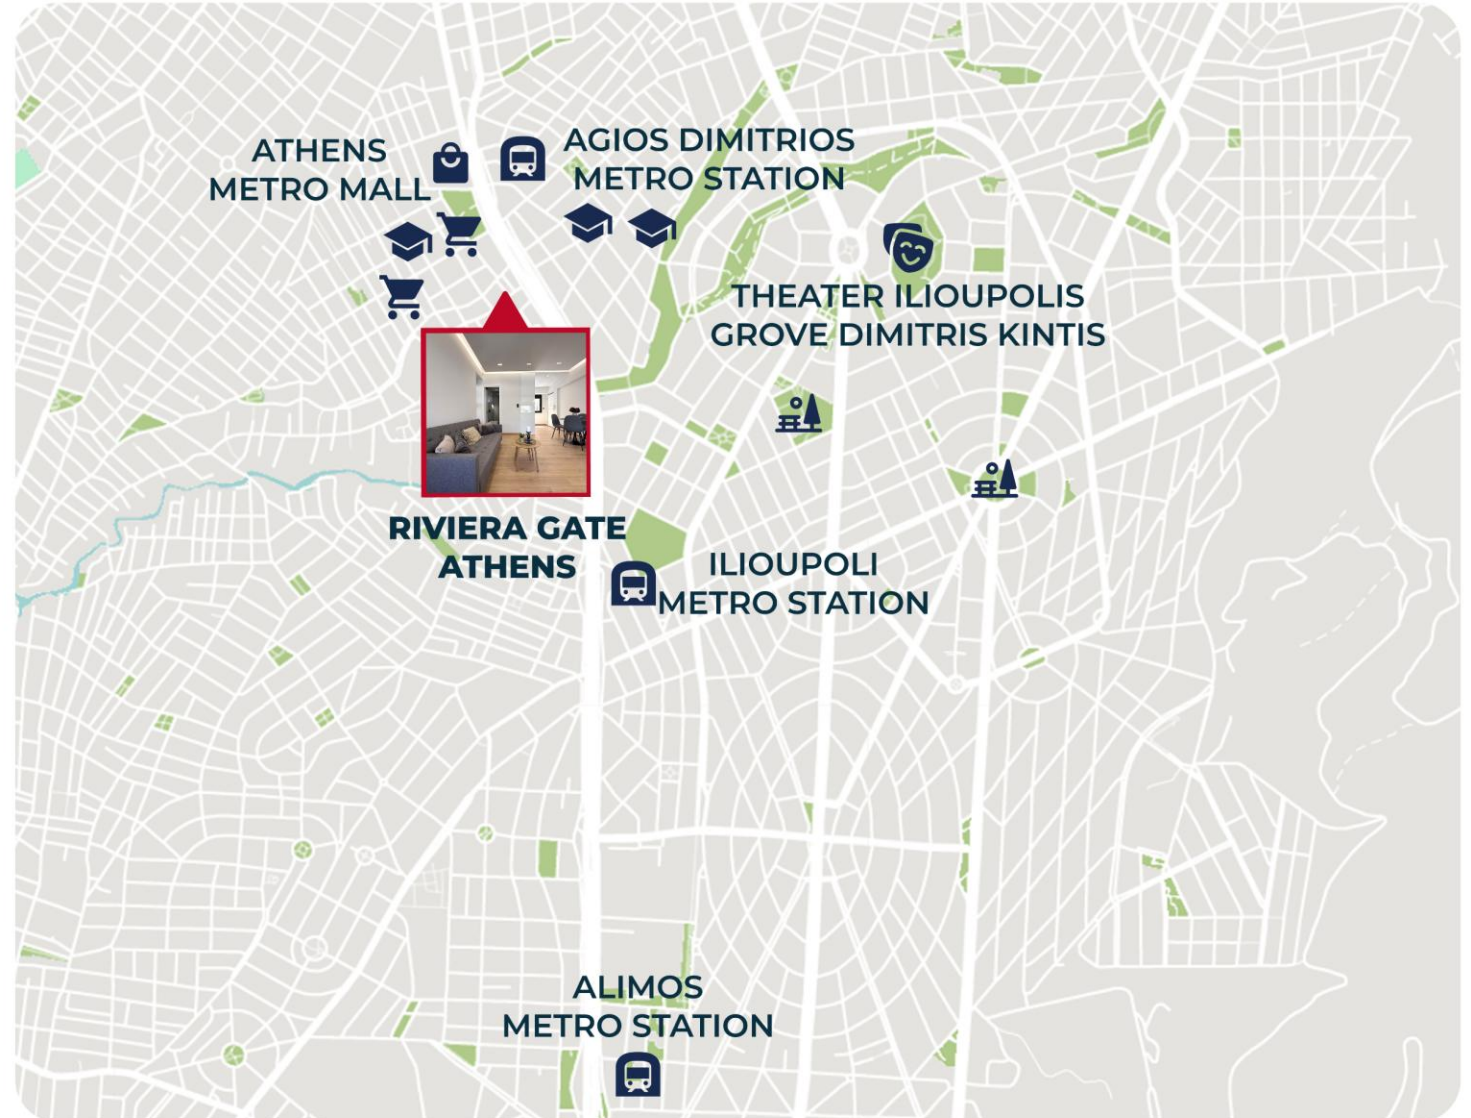 ATHENS
METRO MALL
AGIOS DIMITRIOS
METRO STATION
THEATER ILIOUPOLIS
GROVE DIMITRIS KINTIS
RIVIERA GATE
ATHENS
ILIOUPOLI
METRO STATION
ALIMOS
METRO STATION